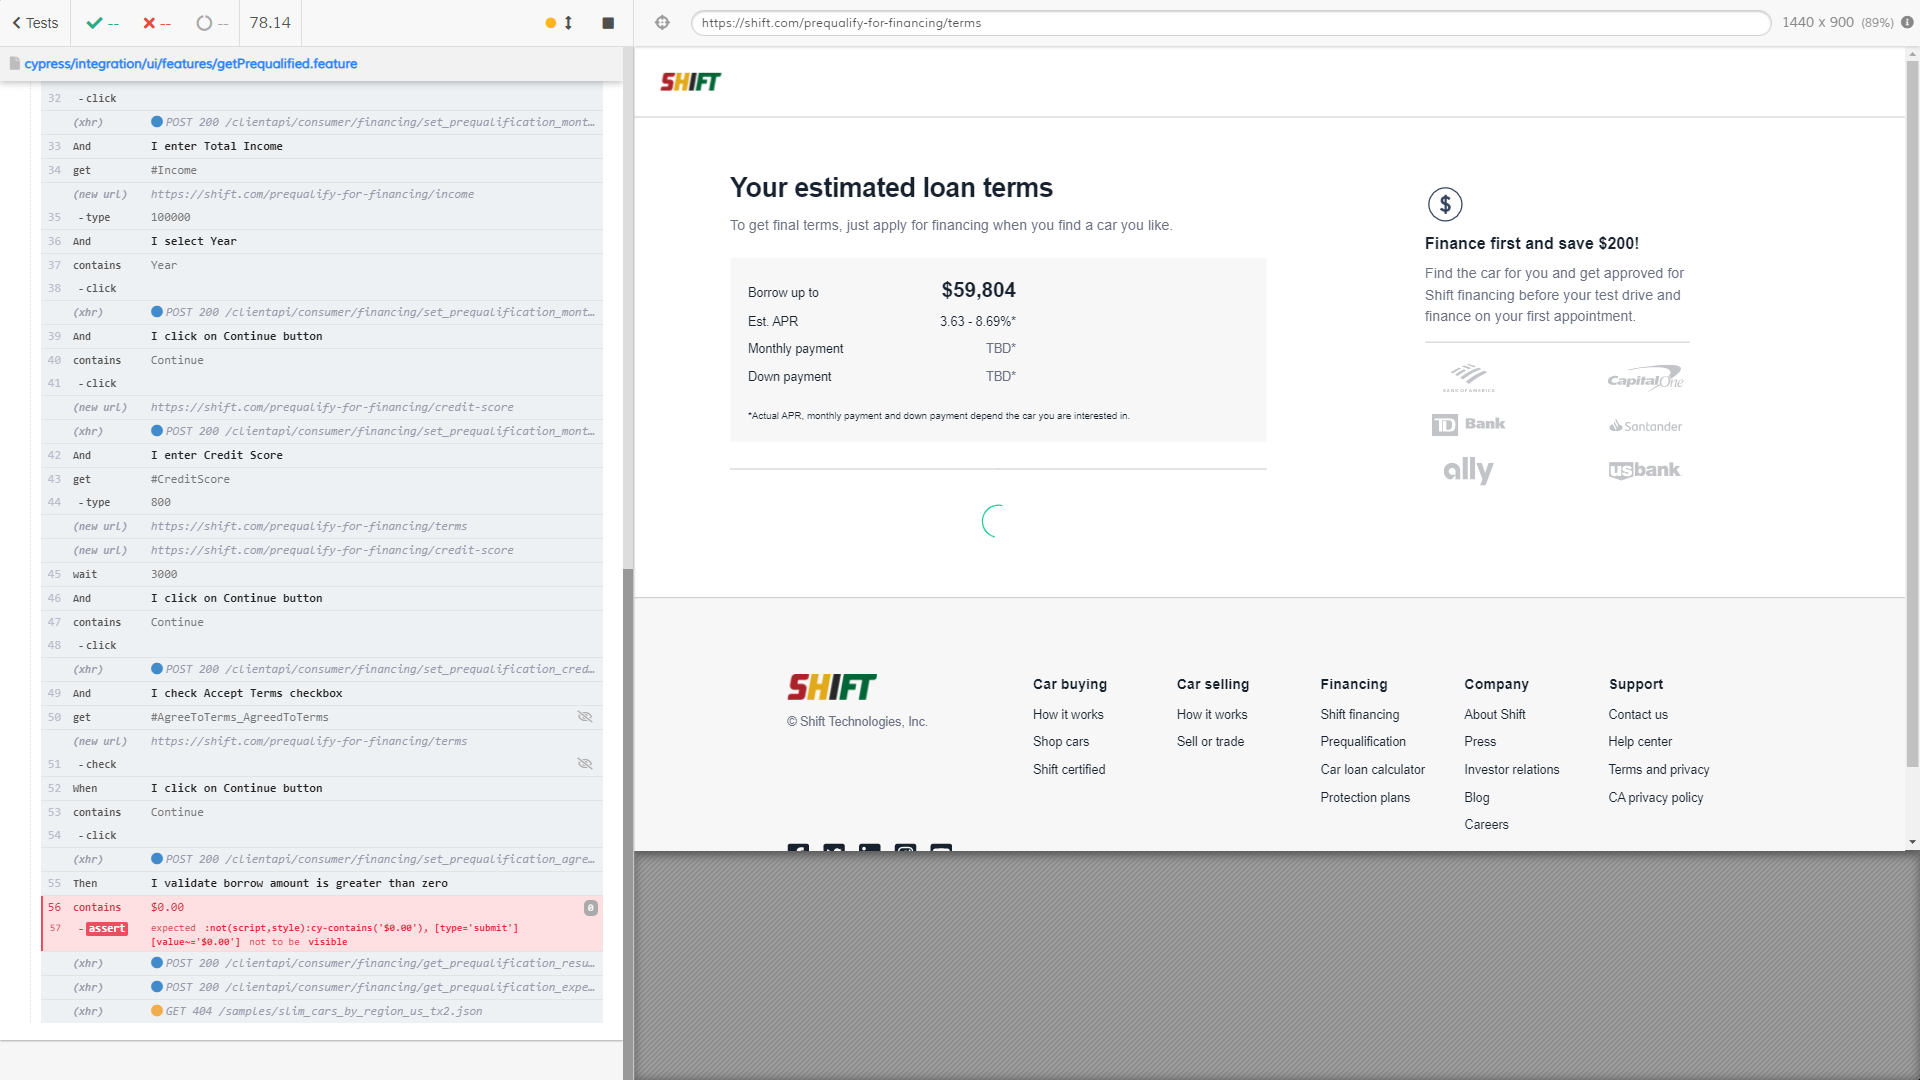 Tests
--
--
--
78.14
https://shift.com/prequalify-for-financing/terms
1440 x 900 (89%)
cypress/integration/ui/features/getPrequalified.feature
32 - click
(xhr) POST 200 /clientapi/consumer/financing/set_prequalification_mont…
33 And I enter Total Income
34 get #Income
(new url) https://shift.com/prequalify-for-financing/income
35 - type 100000
36 And I select Year
37 contains Year
38 - click
(xhr) POST 200 /clientapi/consumer/financing/set_prequalification_mont…
39 And I click on Continue button
40 contains Continue
41 - click
(new url) https://shift.com/prequalify-for-financing/credit-score
(xhr) POST 200 /clientapi/consumer/financing/set_prequalification_mont…
42 And I enter Credit Score
43 get #CreditScore
44 - type 800
(new url) https://shift.com/prequalify-for-financing/terms
(new url) https://shift.com/prequalify-for-financing/credit-score
45 wait 3000
46 And I click on Continue button
47 contains Continue
48 - click
(xhr) POST 200 /clientapi/consumer/financing/set_prequalification_cred…
49 And I check Accept Terms checkbox
50 get #AgreeToTerms_AgreedToTerms
(new url) https://shift.com/prequalify-for-financing/terms
51 - check
52 When I click on Continue button
53 contains Continue
54 - click
(xhr) POST 200 /clientapi/consumer/financing/set_prequalification_agre…
55 Then I validate borrow amount is greater than zero
56 contains $0.00 0
57 - assert expected :not(script,style):cy-contains('$0.00'), [type='submit']
[value~='$0.00'] not to be visible
(xhr) POST 200 /clientapi/consumer/financing/get_prequalification_resu…
(xhr) POST 200 /clientapi/consumer/financing/get_prequalification_expe…
(xhr) GET 404 /samples/slim_cars_by_region_us_tx2.json
SHIFT
Your estimated loan terms
To get final terms, just apply for financing when you find a car you like.
Borrow up to $59,804
Est. APR 3.63 - 8.69%*
Monthly payment TBD*
Down payment TBD*
*Actual APR, monthly payment and down payment depend the car you are interested in.
$
Finance first and save $200!
Find the car for you and get approved for
Shift financing before your test drive and
finance on your first appointment.
BANK OF AMERICA
Capital One
TD Bank
Santander
ally
usbank
SHIFT
© Shift Technologies, Inc.
Car buying
How it works
Shop cars
Shift certified
Car selling
How it works
Sell or trade
Financing
Shift financing
Prequalification
Car loan calculator
Protection plans
Company
About Shift
Press
Investor relations
Blog
Careers
Support
Contact us
Help center
Terms and privacy
CA privacy policy